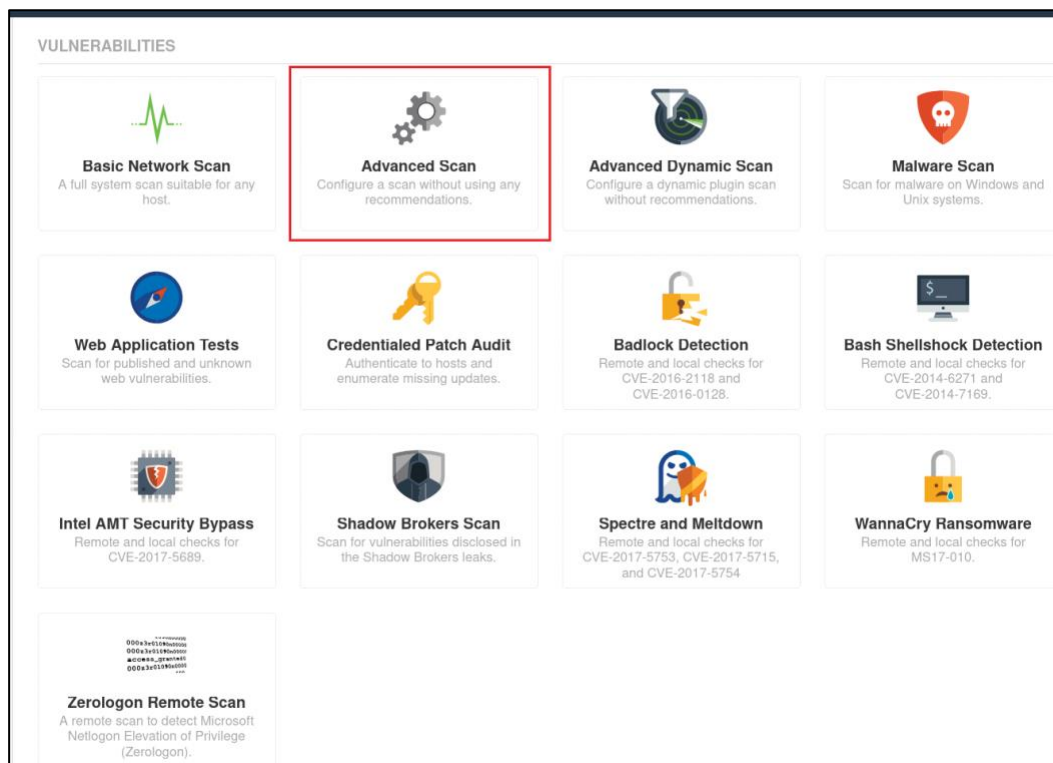 VULNERABILITIES
Basic Network Scan
A full system scan suitable for any
host.
Advanced Scan
Configure a scan without using any
recommendations.
Advanced Dynamic Scan
Configure a dynamic plugin scan
without recommendations.
Malware Scan
Scan for malware on Windows and
Unix systems.
Web Application Tests
Scan for published and unknown
web vulnerabilities.
Credentialed Patch Audit
Authenticate to hosts and
enumerate missing updates.
Badlock Detection
Remote and local checks for
CVE-2016-2118 and
CVE-2016-0128.
$_
Bash Shellshock Detection
Remote and local checks for
CVE-2014-6271 and
CVE-2014-7169.
Intel AMT Security Bypass
Remote and local checks for
CVE-2017-5689.
Shadow Brokers Scan
Scan for vulnerabilities disclosed in
the Shadow Brokers leaks.
Spectre and Meltdown
Remote and local checks for
CVE-2017-5753, CVE-2017-5715,
and CVE-2017-5754
WannaCry Ransomware
Remote and local checks for
MS17-010.
Zerologon Remote Scan
A remote scan to detect Microsoft
Netlogon Elevation of Privilege
(Zerologon).